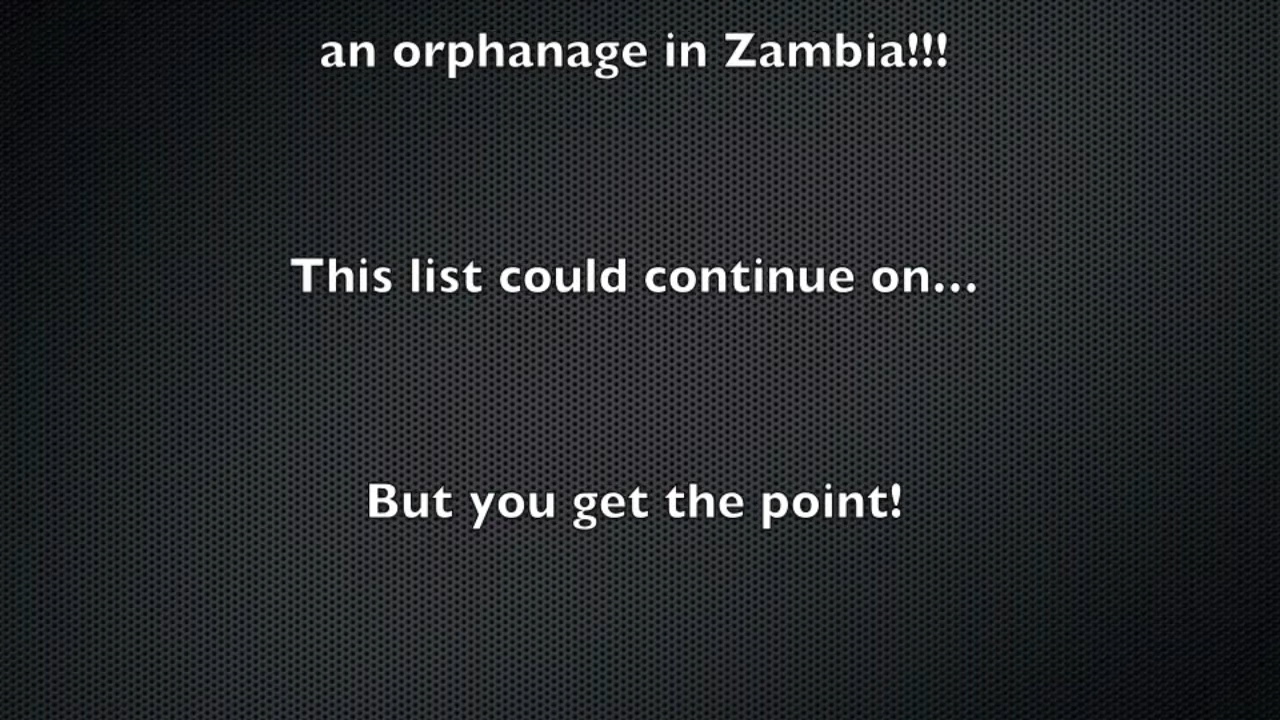 an orphanage in Zambia!!!
This list could continue on...
But you get the point!